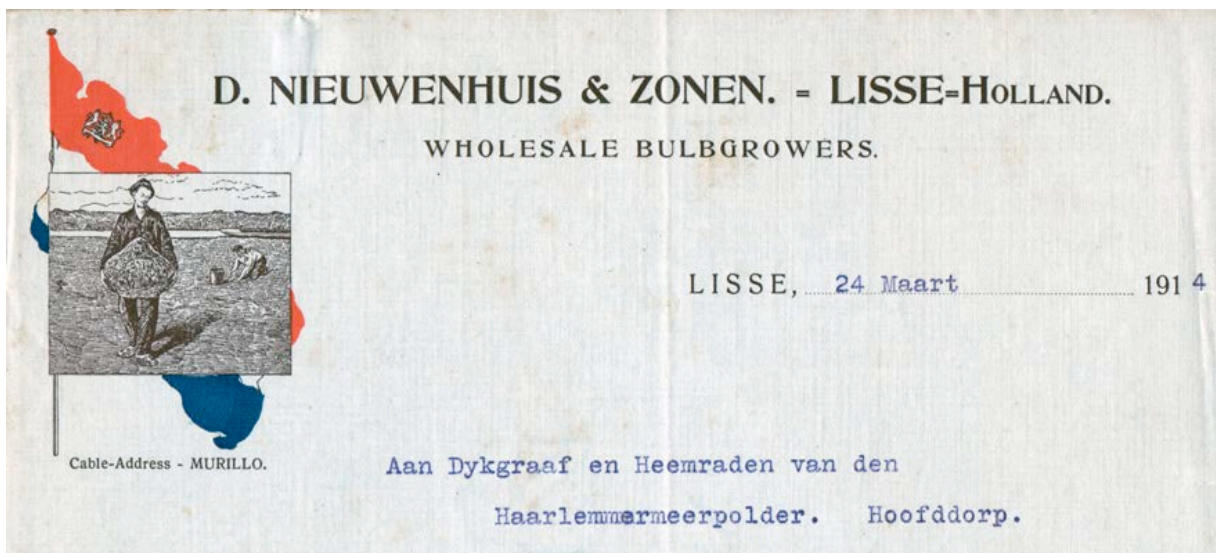 D. NIEUWENHUIS & ZONEN. = LISSE=HOLLAND.
WHOLESALE BULBGROWERS.
LISSE, 24 Maart 1914
Cable-Address - MURILLO.
Aan Dykgraaf en Heemraden van den
Haarlemmermeerpolder. Hoofddorp.